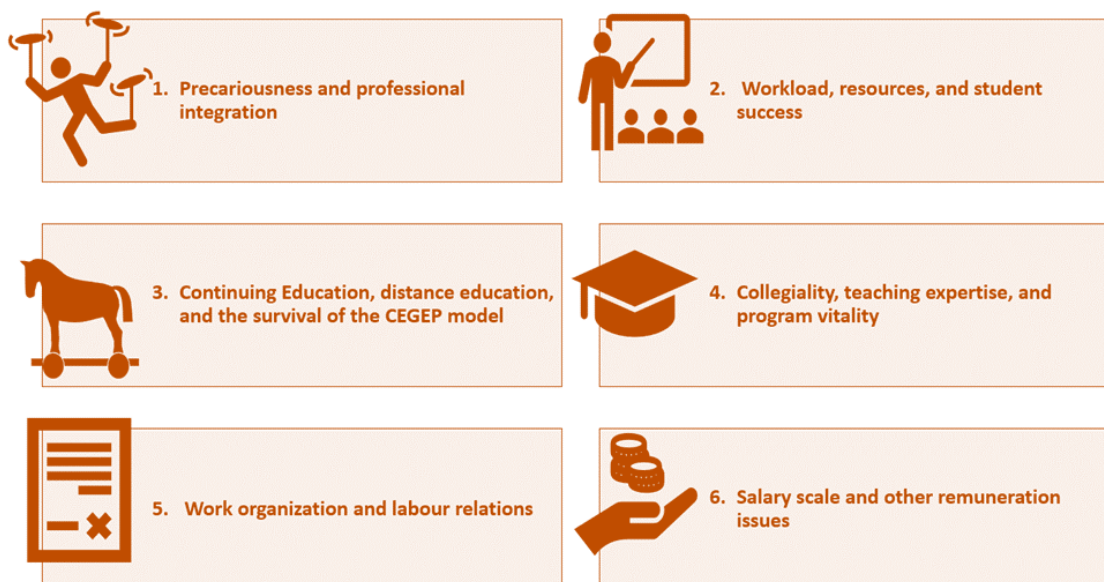 1. Precariousness and professional
integration
2. Workload, resources, and student
success
3. Continuing Education, distance education,
and the survival of the CEGEP model
4. Collegiality, teaching expertise, and
program vitality
5. Work organization and labour relations
6. Salary scale and other remuneration
issues